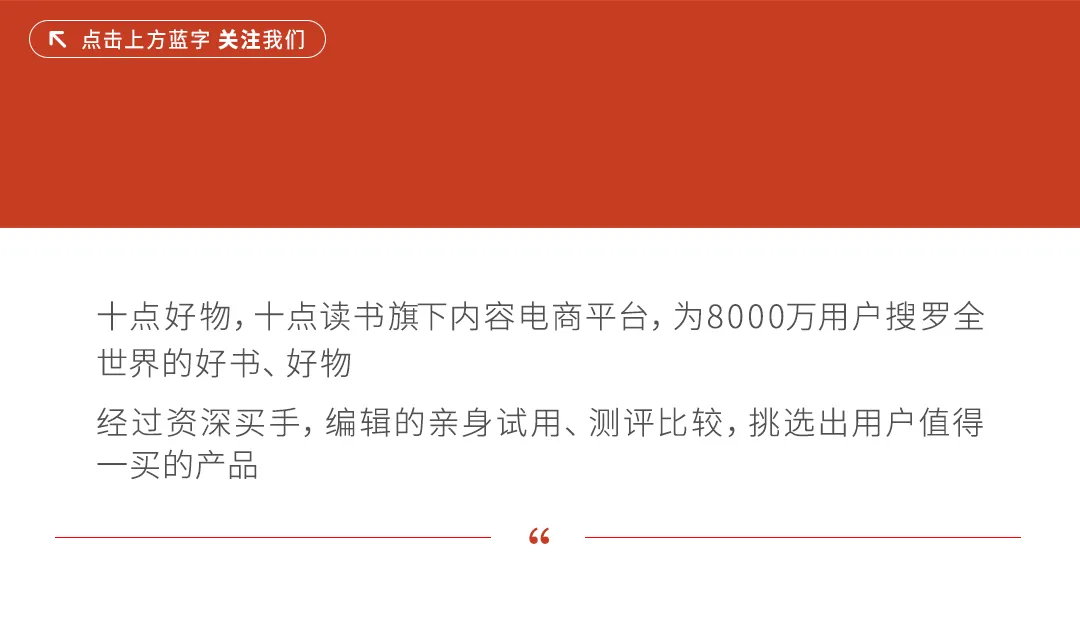 点击上方蓝字 关注我们
十点好物，十点读书旗下内容电商平台，为8000万用户搜罗全
世界的好书、好物
经过资深买手，编辑的亲身试用、测评比较，挑选出用户值得
一买的产品
“